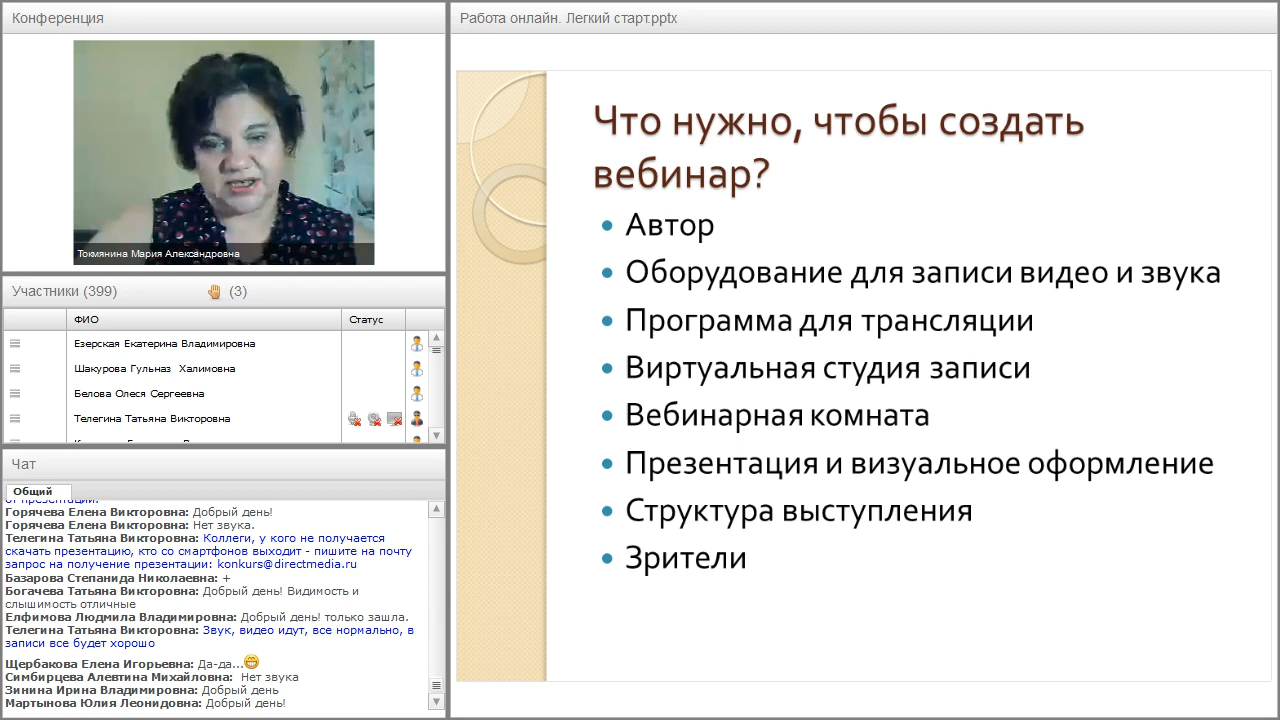 Конференция
Токмянина Мария Александровна
Участники (399) (3)
ФИО Статус
Езерская Екатерина Владимировна
Шакурова Гульназ Халимовна
Белова Олеся Сергеевна
Телегина Татьяна Викторовна
Чат
Общий
от презентации.
Горячева Елена Викторовна: Добрый день!
Горячева Елена Викторовна: Нет звука.
Телегина Татьяна Викторовна: Коллеги, у кого не получается
скачать презентацию, кто со смартфонов выходит - пишите на почту
запрос на получение презентации: konkurs@directmedia.ru
Базарова Степанида Николаевна: +
Богачева Татьяна Викторовна: Добрый день! Видимость и
слышимость отличные
Елфимова Людмила Владимировна: Добрый день! только зашла.
Телегина Татьяна Викторовна: Звук, видео идут, все нормально, в
записи все будет хорошо
Щербакова Елена Игорьевна: Да-да...
Симбирцева Алевтина Михайловна: Нет звука
Зинина Ирина Владимировна: Добрый день
Мартынова Юлия Леонидовна: Добрый день!
Работа онлайн. Легкий старт.pptx
Что нужно, чтобы создать
вебинар?
• Автор
• Оборудование для записи видео и звука
• Программа для трансляции
• Виртуальная студия записи
• Вебинарная комната
• Презентация и визуальное оформление
• Структура выступления
• Зрители